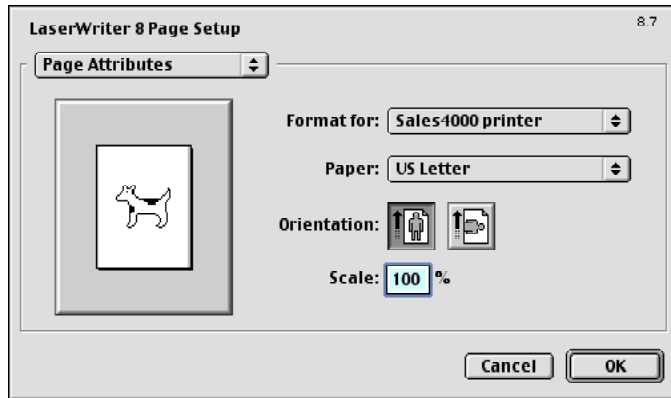 LaserWriter 8 Page Setup
8.7
Page Attributes
Format for: Sales4000 printer
Paper: US Letter
Orientation:
Scale: 100 %
Cancel OK